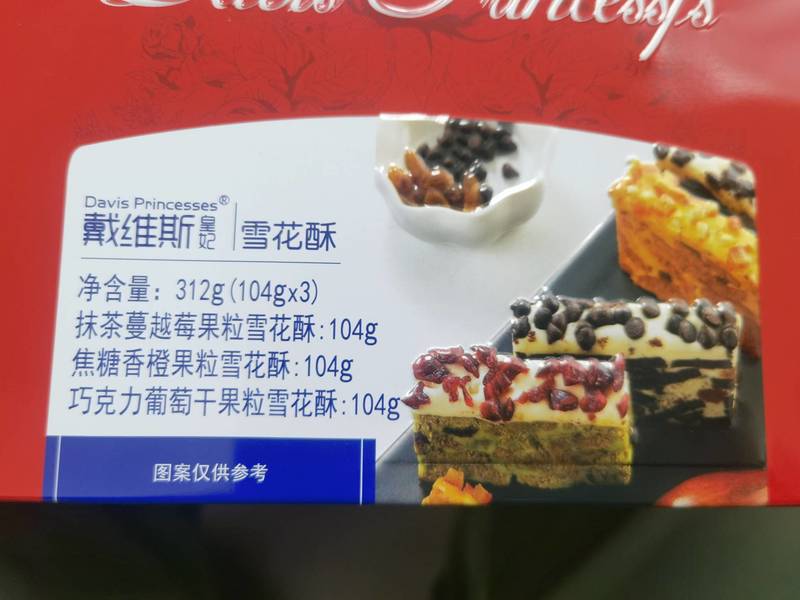 Davis Princess's
Davis Princesses®
戴维斯皇妃 雪花酥
净含量：312g(104gx3)
抹茶蔓越莓果粒雪花酥:104g
焦糖香橙果粒雪花酥:104g
巧克力葡萄干果粒雪花酥:104g
图案仅供参考